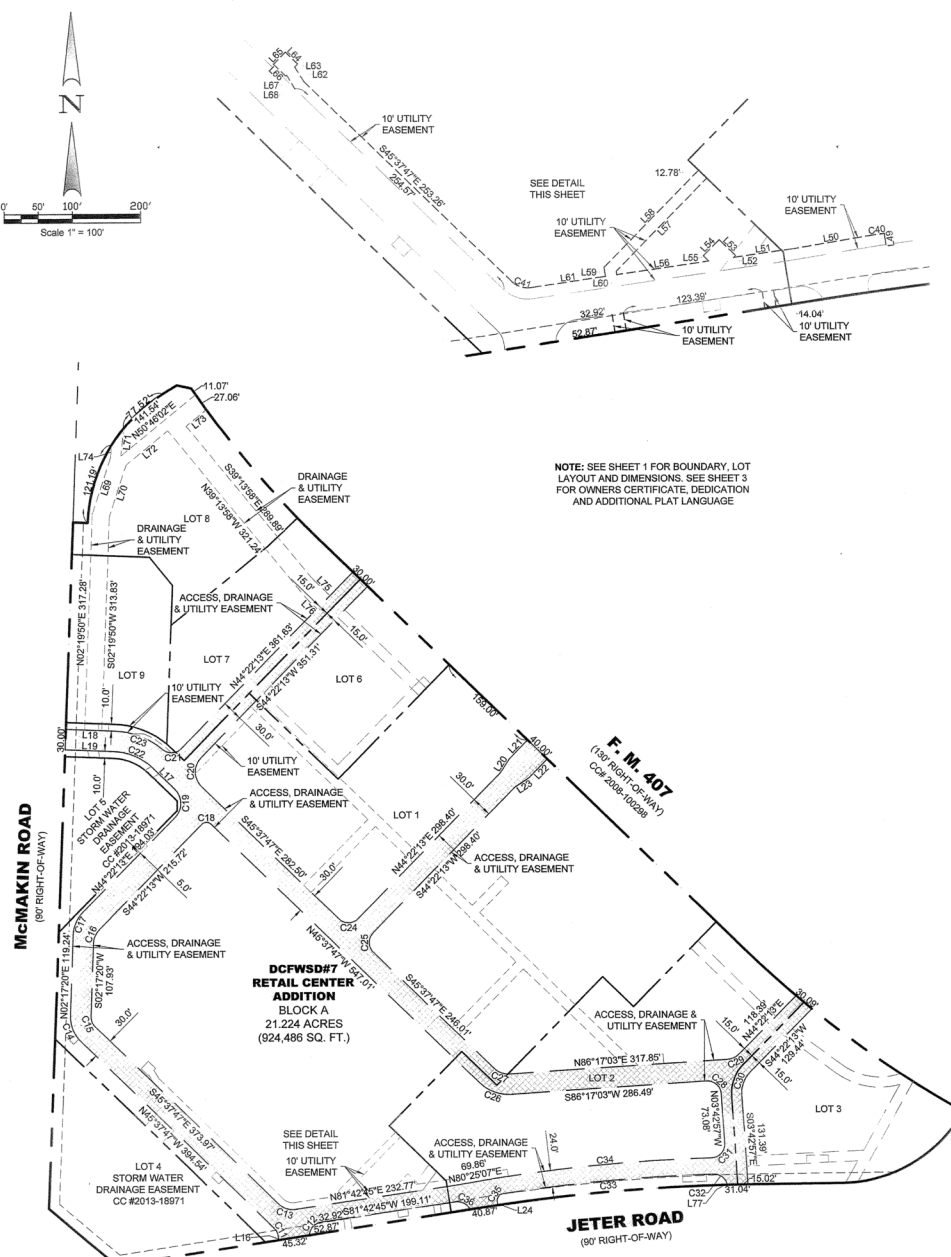 N
0' 50' 100' 200'
Scale 1" = 100'
L65
L64
L63
L62
L66
L67
L68
10' UTILITY
EASEMENT
S45°37'47"E 253.26'
254.57'
SEE DETAIL
THIS SHEET
12.78'
10' UTILITY
EASEMENT
L58
L57
10' UTILITY
EASEMENT
L54
L53
L51
L50
C40
L49
C41
L61
L59
L60
L56
L55
L52
32.92'
52.87'
123.39'
14.04'
10' UTILITY
EASEMENT
10' UTILITY
EASEMENT
NOTE: SEE SHEET 1 FOR BOUNDARY, LOT
LAYOUT AND DIMENSIONS. SEE SHEET 3
FOR OWNERS CERTIFICATE, DEDICATION
AND ADDITIONAL PLAT LANGUAGE
77.52'
11.07'
27.06'
141.54'
N50°46'02"E
L71
L72
L73
L74
121.19'
L69
L70
LOT 8
DRAINAGE
& UTILITY
EASEMENT
S39°13'58"E 289.89'
N39°13'58"W 321.24'
DRAINAGE
& UTILITY
EASEMENT
N02°19'50"E 317.28'
S02°19'50"W 313.83'
ACCESS, DRAINAGE
& UTILITY EASEMENT
15.0'
L75
L76
30.00'
15.0'
LOT 7
LOT 9
N44°22'13"E 361.63'
S44°22'13"W 351.31'
LOT 6
10' UTILITY
EASEMENT
10.0'
30.00'
L18
L19
C23
C22
C21
L17
C20
C19
30.0'
10' UTILITY
EASEMENT
159.00'
40.00'
F. M. 407
(130' RIGHT-OF-WAY)
CC# 2008-100298
L20
L21
L22
L23
30.0'
10.0'
LOT 5
STORM WATER
DRAINAGE
EASEMENT
CC #2013-18971
ACCESS, DRAINAGE
& UTILITY EASEMENT
C18
LOT 1
N44°22'13"E 298.40'
S44°22'13"W 298.40'
ACCESS, DRAINAGE
& UTILITY EASEMENT
McMAKIN ROAD
(90' RIGHT-OF-WAY)
N44°22'13"E 194.03'
S44°22'13"W 215.72'
5.0'
S45°37'47"E 282.50'
30.0'
C17
C16
C24
C25
ACCESS, DRAINAGE
& UTILITY EASEMENT
N02°17'20"E 119.24'
S02°17'20"W
107.93'
C14
C15
30.0'
N45°37'47"W 547.01'
DCFWSD#7
RETAIL CENTER
ADDITION
BLOCK A
21.224 ACRES
(924,486 SQ. FT.)
S45°37'47"E 246.01'
ACCESS, DRAINAGE &
UTILITY EASEMENT
15.0'
118.39'
N44°22'13"E
30.09'
S44°22'13"W
129.44'
15.0'
N86°17'03"E 317.85'
LOT 2
S86°17'03"W 286.49'
C27
C26
C28
C29
C30
LOT 3
N03°42'57"W
73.08'
S03°42'57"E
131.39'
S45°37'47"E 373.97'
N45°37'47"W 394.54'
LOT 4
STORM WATER
DRAINAGE EASEMENT
CC #2013-18971
SEE DETAIL
THIS SHEET
10' UTILITY
EASEMENT
ACCESS, DRAINAGE
& UTILITY EASEMENT
69.86'
N80°25'07"E
24.0'
C34
C33
C31
C32
31.04'
15.02'
L77
N81°42'45"E 232.77'
S81°42'45"W 199.11'
C13
32.92'
52.87'
C36
C35
40.87'
L24
L16
45.32'
JETER ROAD
(90' RIGHT-OF-WAY)